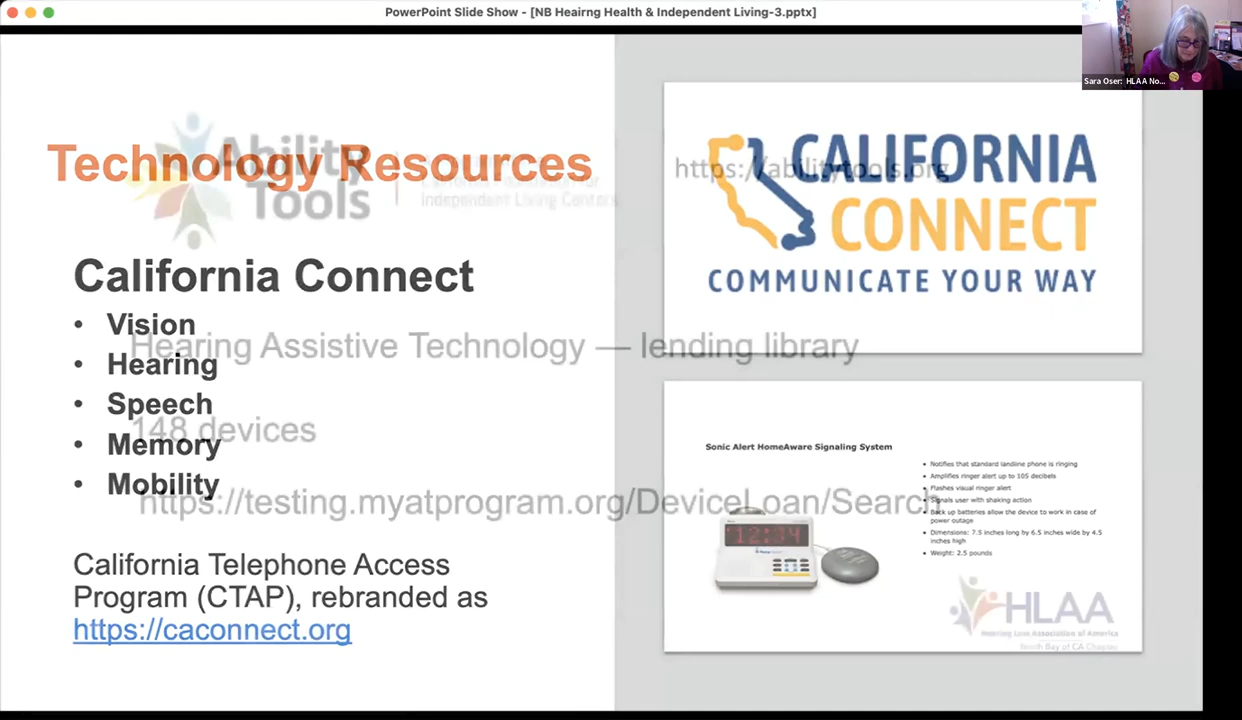 PowerPoint Slide Show - [NB Heairng Health & Independent Living-3.pptx]
Sara Oser: HLAA No...
Technology Resources
Ability
Tools
California Foundation for
Independent Living Centers
https://abilitytools.org
CALIFORNIA
CONNECT
COMMUNICATE YOUR WAY
California Connect
• Vision
• Hearing
• Speech
• Memory
• Mobility
Hearing Assistive Technology — lending library
148 devices
https://testing.myatprogram.org/DeviceLoan/Search
California Telephone Access
Program (CTAP), rebranded as
https://caconnect.org
Sonic Alert HomeAware Signaling System
• Notifies that standard landline phone is ringing
• Amplifies ringer alert up to 105 decibels
• Flashes visual ringer alert
• Signals user with shaking action
• Back up batteries allow the device to work in case of
power outage
• Dimensions: 7.5 inches long by 6.5 inches wide by 4.5
inches high
• Weight: 2.5 pounds
12:34
HLAA
Hearing Loss Association of America
North Bay of CA Chapter